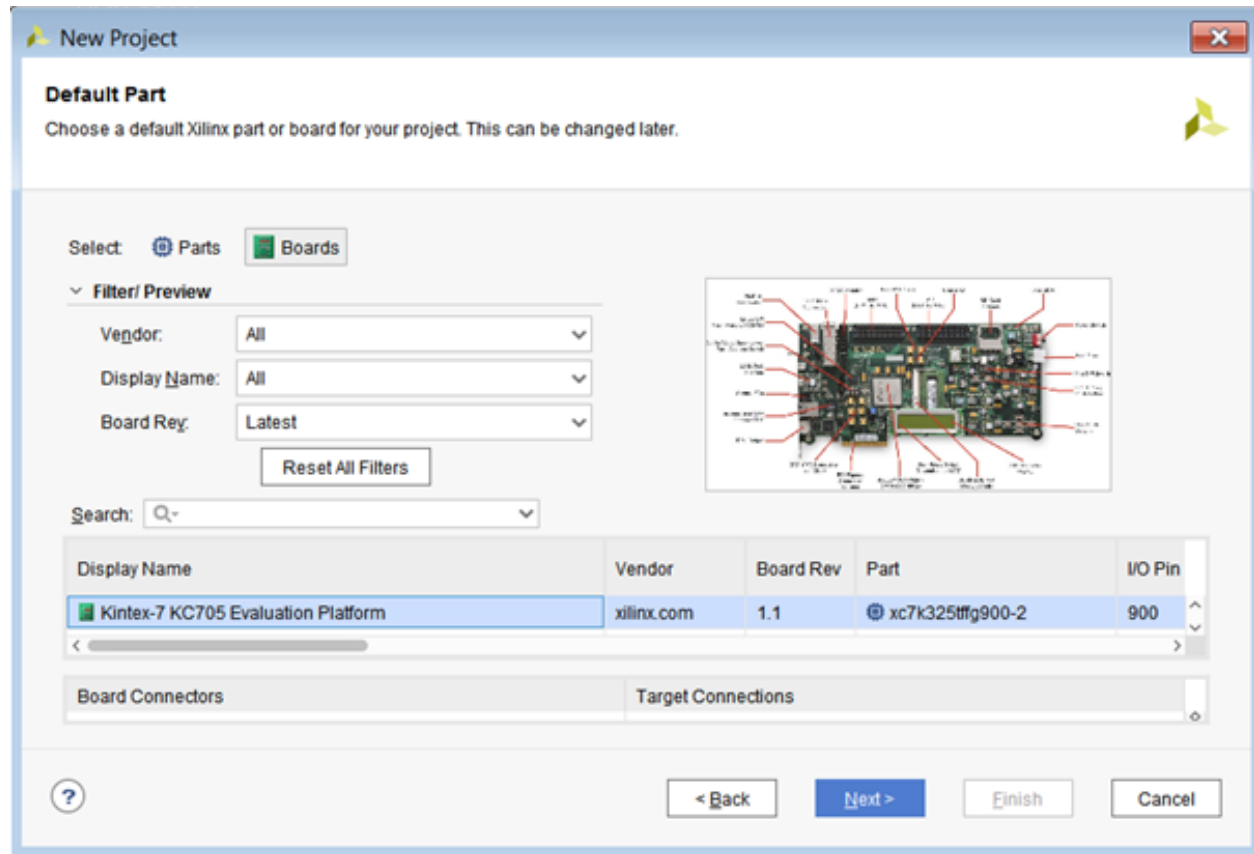 New Project
Default Part
Choose a default Xilinx part or board for your project. This can be changed later.
Select: Parts Boards
Filter/ Preview
Vendor: All
Display Name: All
Board Rev: Latest
Reset All Filters
Search:
Display Name Vendor Board Rev Part I/O Pin
Kintex-7 KC705 Evaluation Platform xilinx.com 1.1 xc7k325tffg900-2 900
Board Connectors Target Connections
? < Back Next > Finish Cancel